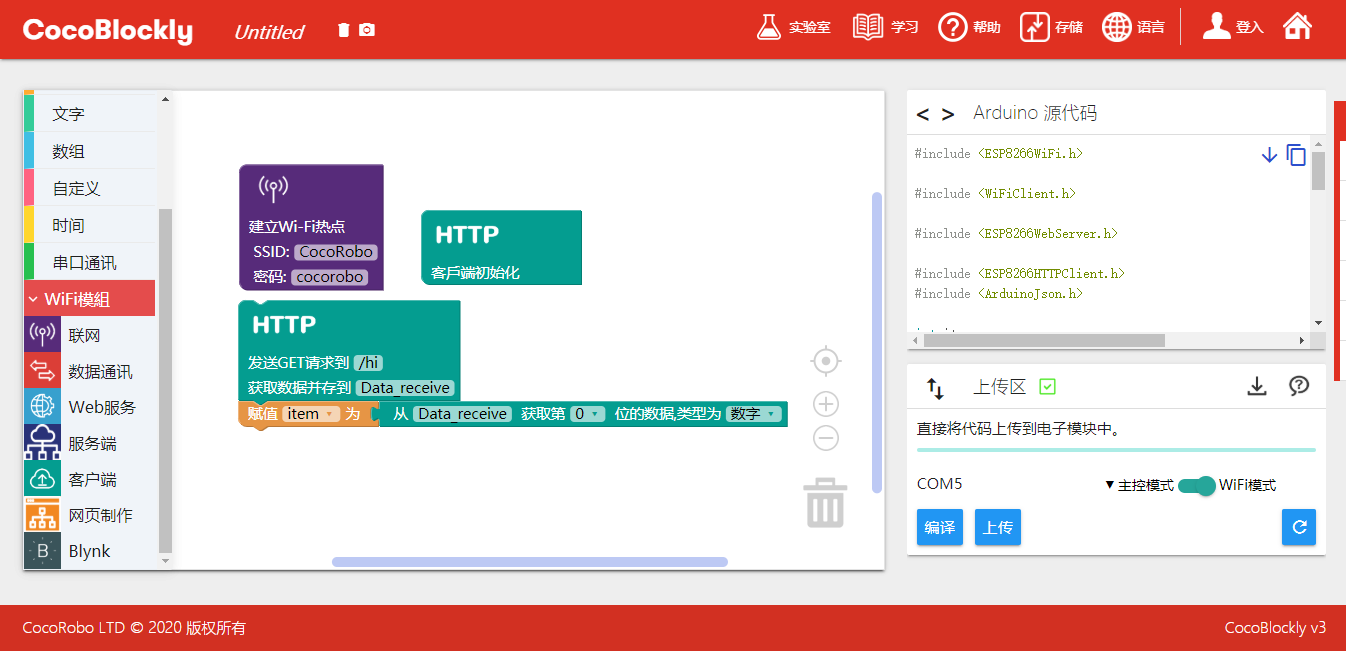 CocoBlockly Untitled 实验室 学习 帮助 存储 语言 登入
文字
数组
自定义
时间
串口通讯
WiFi模組
联网
数据通讯
Web服务
服务端
客户端
网页制作
B Blynk
建立Wi-Fi热点
SSID: CocoRobo
密码: cocorobo
HTTP
客戶端初始化
HTTP
发送GET请求到 /hi
获取数据并存到 Data_receive
赋值 item 为 从 Data_receive 获取第 0 位的数据,类型为 数字
< > Arduino 源代码
#include <ESP8266WiFi.h>
#include <WiFiClient.h>
#include <ESP8266WebServer.h>
#include <ESP8266HTTPClient.h>
#include <ArduinoJson.h>
上传区
直接将代码上传到电子模块中。
COM5 主控模式 WiFi模式
编译 上传
CocoRobo LTD © 2020 版权所有 CocoBlockly v3